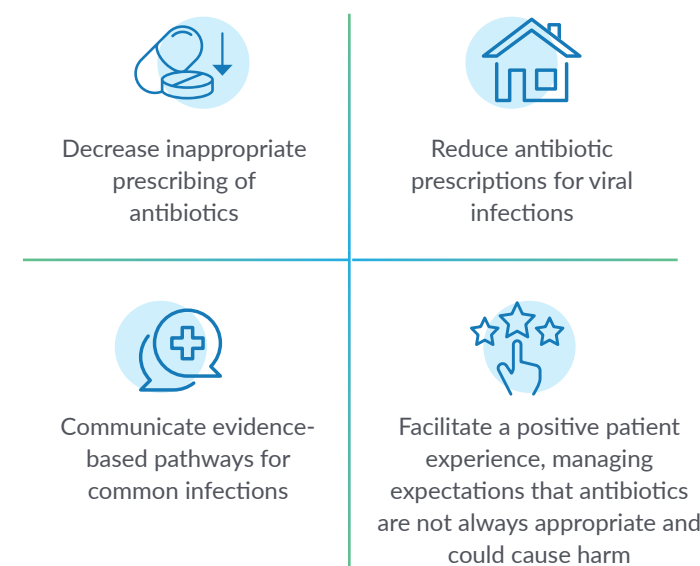 Decrease inappropriate
prescribing of
antibiotics
Reduce antibiotic
prescriptions for viral
infections
Communicate evidence-
based pathways for
common infections
Facilitate a positive patient
experience, managing
expectations that antibiotics
are not always appropriate and
could cause harm